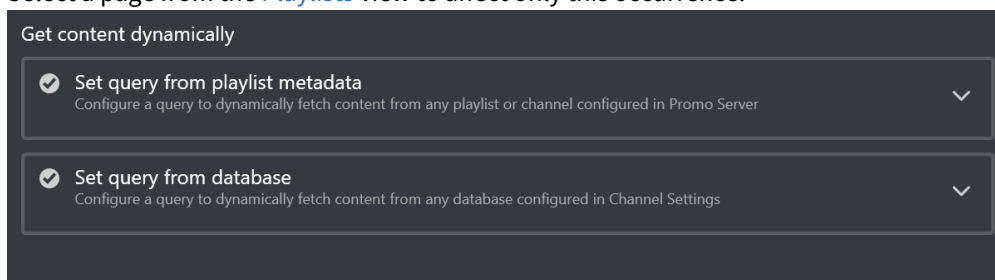 Select a page from the Playlists view to affect only this occurrence.
Get content dynamically
Set query from playlist metadata
Configure a query to dynamically fetch content from any playlist or channel configured in Promo Server
Set query from database
Configure a query to dynamically fetch content from any database configured in Channel Settings